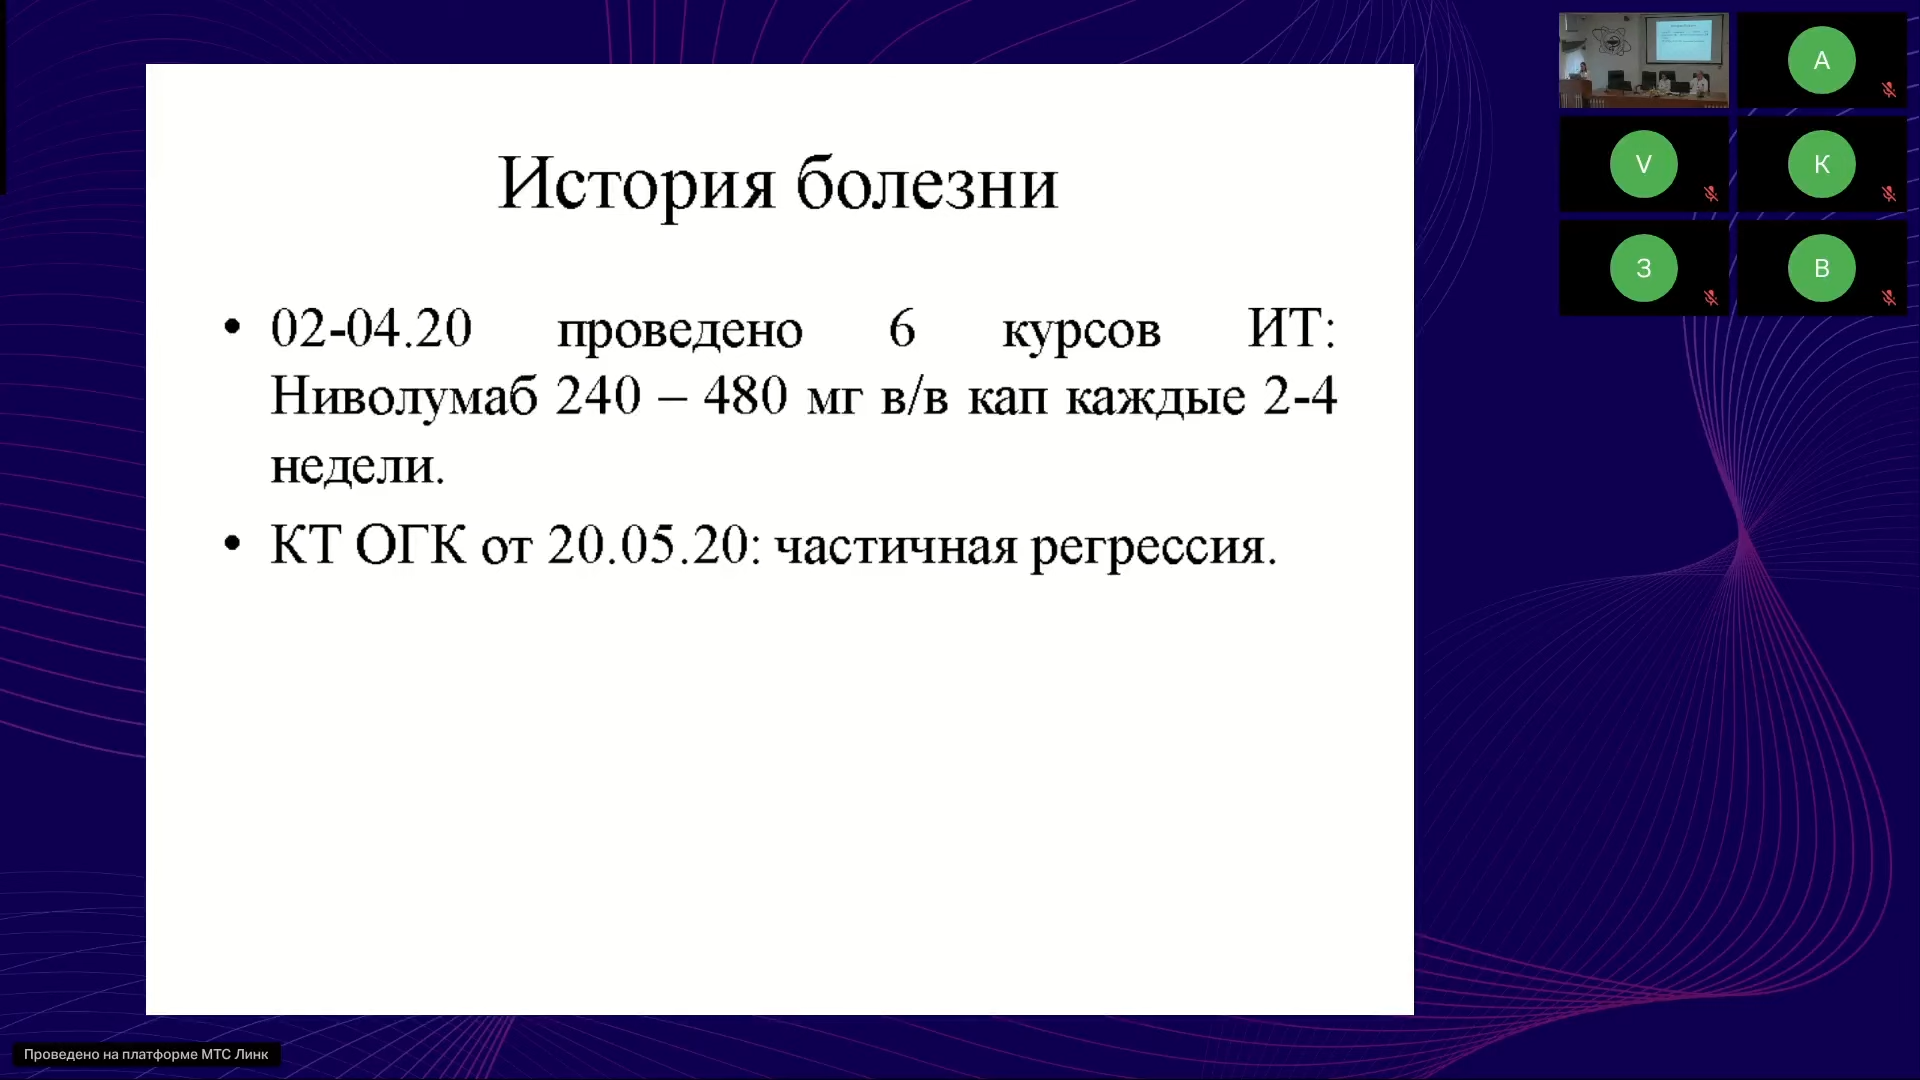 История болезни
• 02-04.20 проведено 6 курсов ИТ:
Ниволумаб 240 – 480 мг в/в кап каждые 2-4
недели.
• КТ ОГК от 20.05.20: частичная регрессия.
A
V
К
З
В
Проведено на платформе МТС Линк